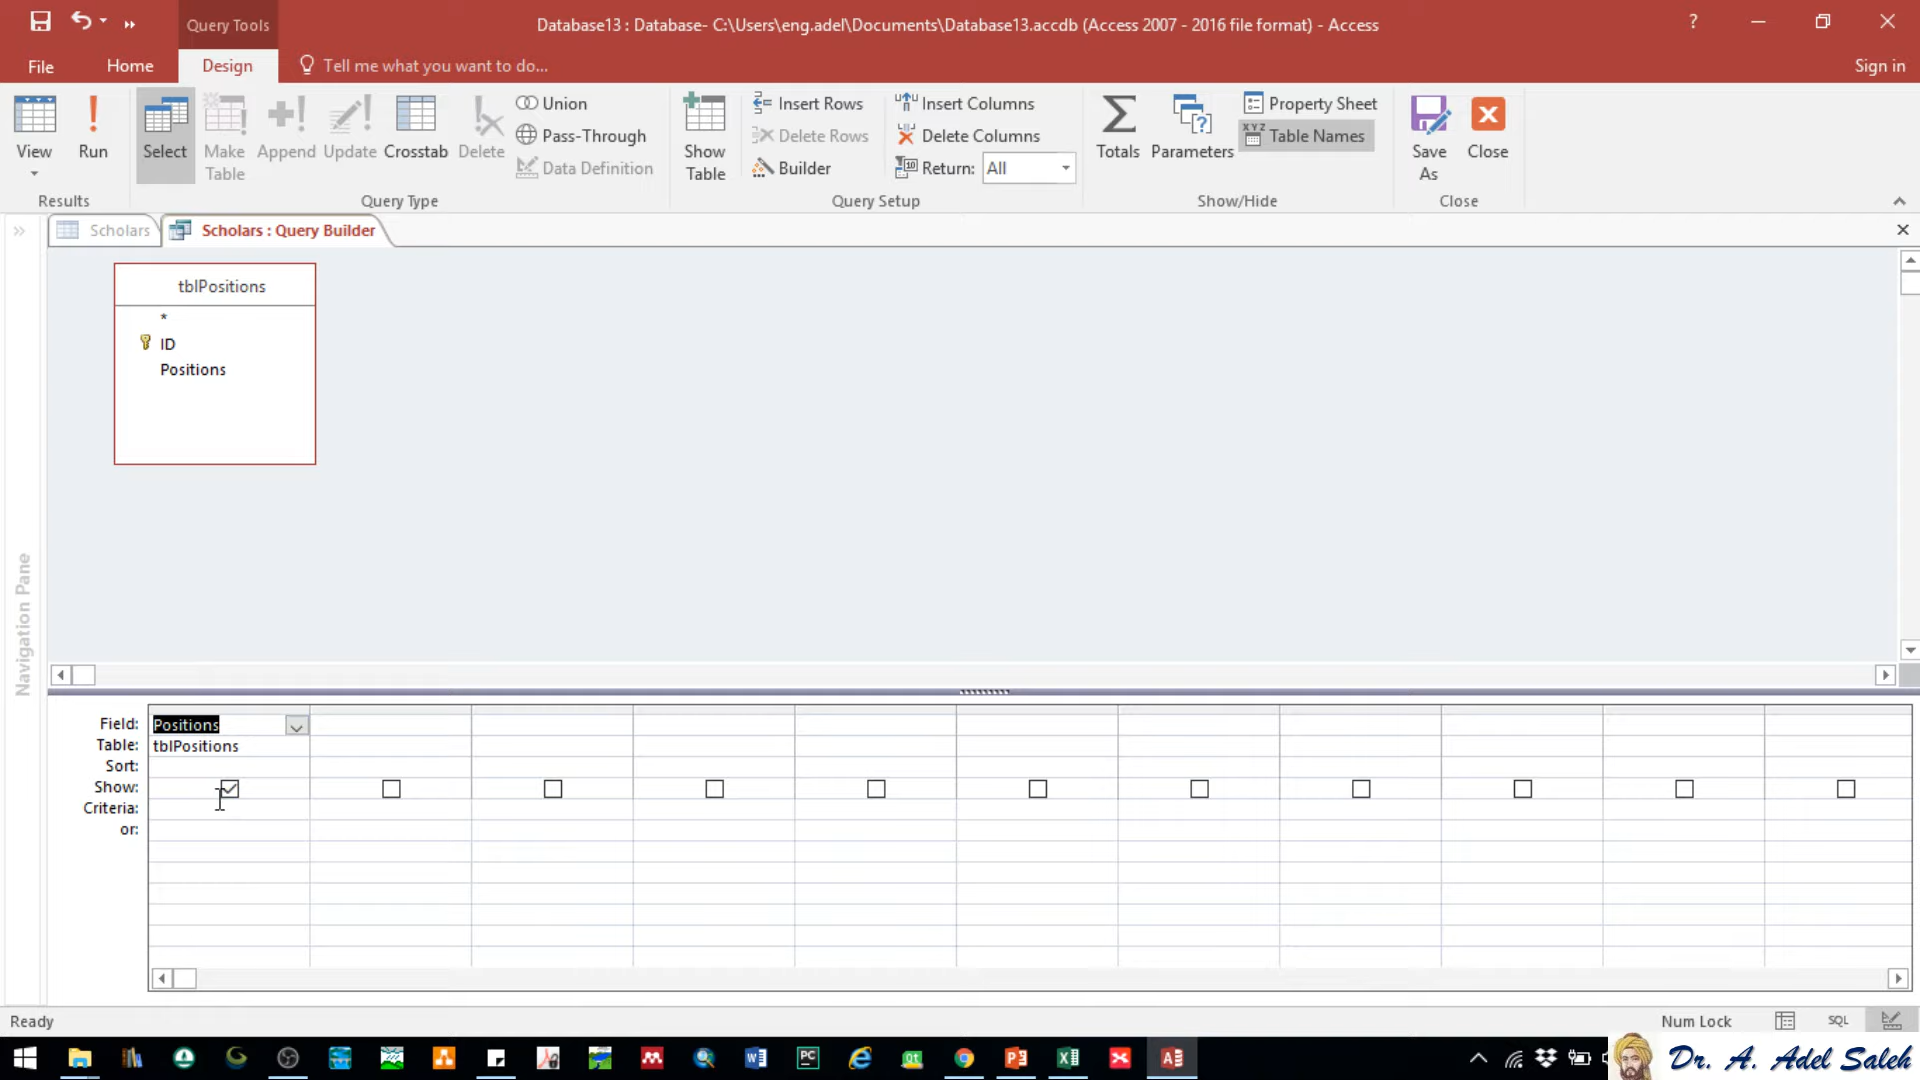 Query Tools
Database13 : Database- C:\Users\eng.adel\Documents\Database13.accdb (Access 2007 - 2016 file format) - Access
?
File
Home
Design
Tell me what you want to do...
Sign in
View
Run
Select
Make Table
Append
Update
Crosstab
Delete
Union
Pass-Through
Data Definition
Show Table
Insert Rows
Delete Rows
Builder
Insert Columns
Delete Columns
Return: All
Totals
Parameters
Property Sheet
Table Names
Save As
Close
Results
Query Type
Query Setup
Show/Hide
Close
Scholars
Scholars : Query Builder
tblPositions
*
ID
Positions
Navigation Pane
Field: Positions
Table: tblPositions
Sort:
Show:
Criteria:
or:
Ready
Num Lock
SQL
Dr. A. Adel Saleh